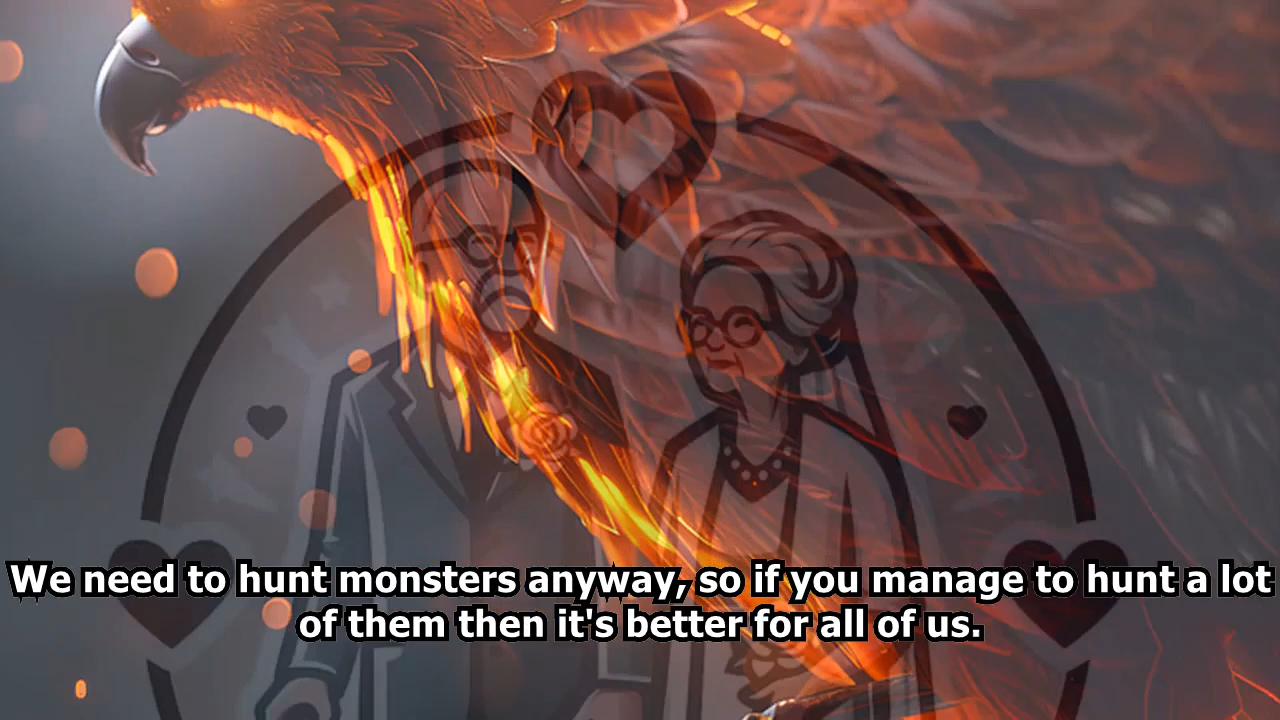 We need to hunt monsters anyway, so if you manage to hunt a lot
of them then it's better for all of us.